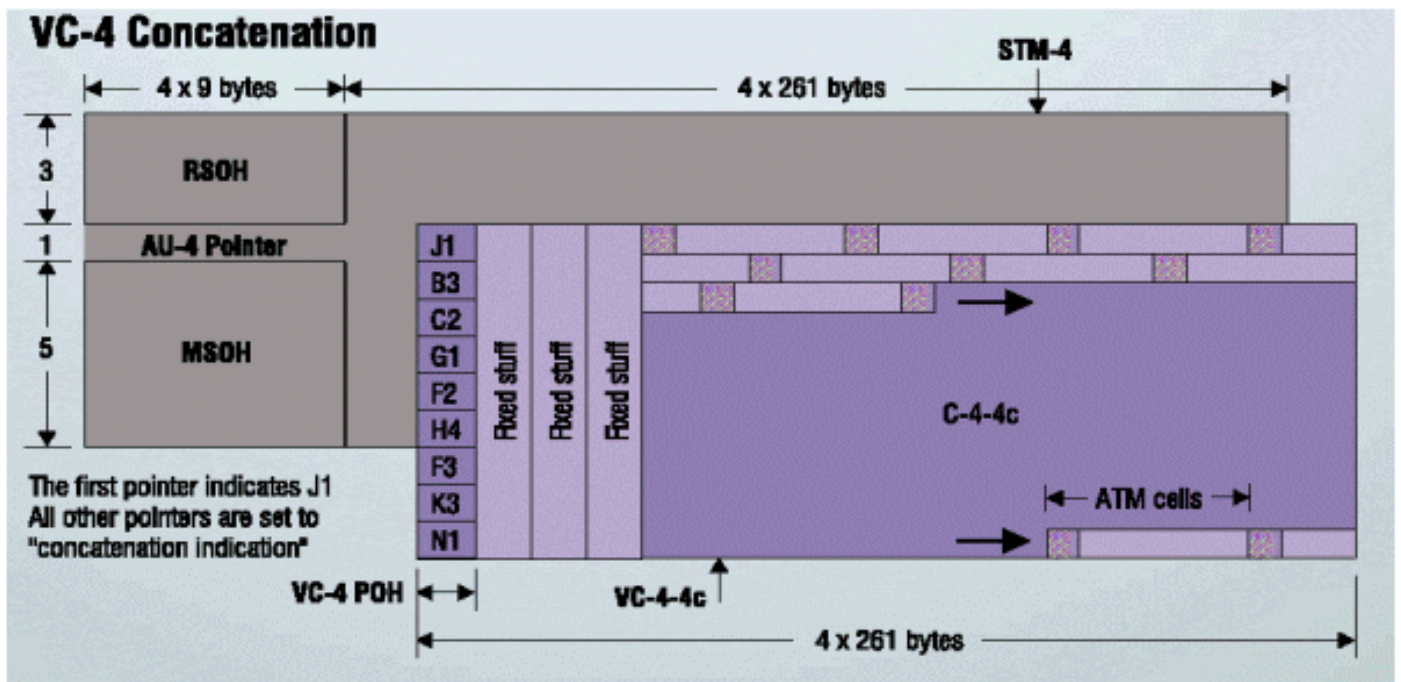 VC-4 Concatenation
STM-4
4 x 9 bytes
4 x 261 bytes
3
RSOH
1
AU-4 Pointer
J1
B3
5
MSOH
C2
G1
F2
H4
F3
K3
N1
Fixed stuff
Fixed stuff
Fixed stuff
C-4-4c
ATM cells
The first pointer indicates J1
All other pointers are set to
"concatenation indication"
VC-4 POH
VC-4-4c
4 x 261 bytes